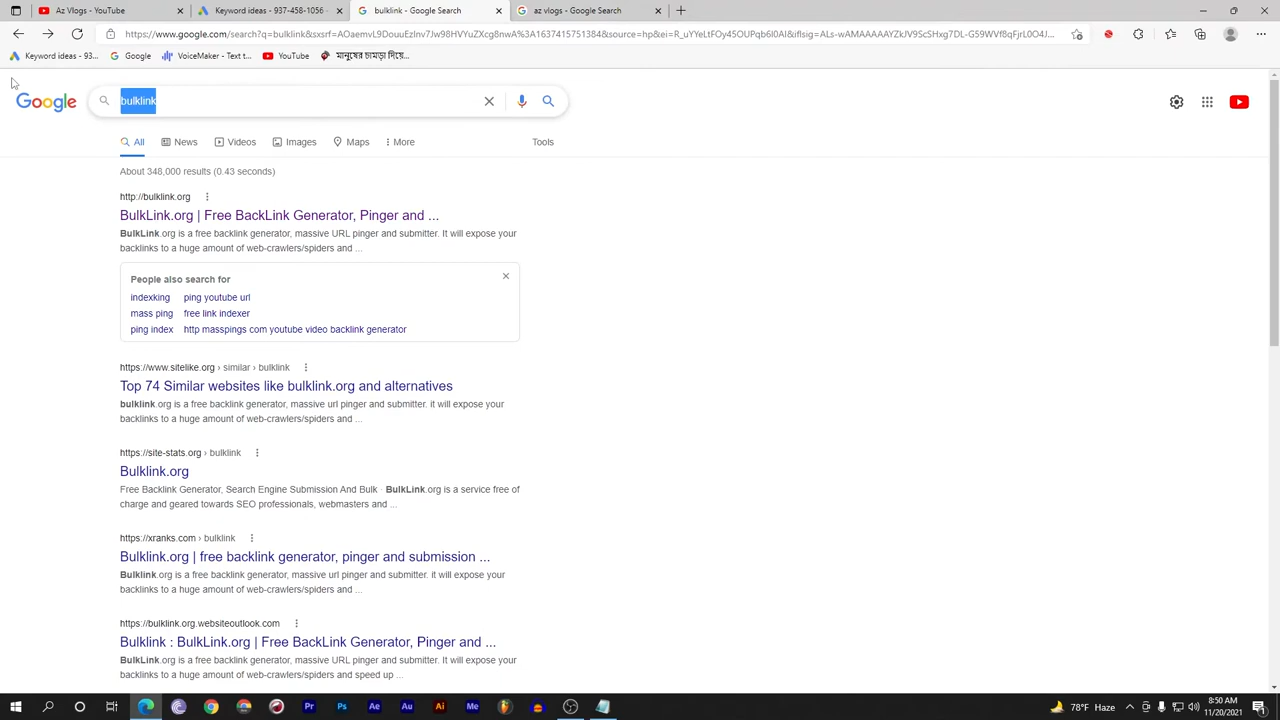 Az Vlogs - YouTube
Keyword ideas - 937-458-1056 -
bulklink - Google Search
az vlogs - Google Search
Keyword ideas - 93...
Google
VoiceMaker - Text t...
YouTube
মানুষের চামড়া দিয়ে...
Google
bulklink
All
News
Videos
Images
Maps
More
Tools
About 348,000 results (0.43 seconds)
http://bulklink.org
BulkLink.org | Free BackLink Generator, Pinger and ...
BulkLink.org is a free backlink generator, massive URL pinger and submitter. It will expose your
backlinks to a huge amount of web-crawlers/spiders and ...
People also search for
indexking
ping youtube url
mass ping
free link indexer
ping index
http masspings com youtube video backlink generator
https://www.sitelike.org › similar › bulklink
Top 74 Similar websites like bulklink.org and alternatives
bulklink.org is a free backlink generator, massive url pinger and submitter. it will expose your
backlinks to a huge amount of web-crawlers/spiders and ...
https://site-stats.org › bulklink
Bulklink.org
Free Backlink Generator, Search Engine Submission And Bulk · BulkLink.org is a service free of
charge and geared towards SEO professionals, webmasters and ...
https://xranks.com › bulklink
Bulklink.org | free backlink generator, pinger and submission ...
Bulklink.org is a free backlink generator, massive url pinger and submitter. it will expose your
backlinks to a huge amount of web-crawlers/spiders and ...
https://bulklink.org.websiteoutlook.com
Bulklink : BulkLink.org | Free BackLink Generator, Pinger and ...
BulkLink.org is a free backlink generator, massive URL pinger and submitter. It will expose your
backlinks to a huge amount of web-crawlers/spiders and speed up ...
Pr
Ps
Ae
Au
Ai
Me
78°F Haze
8:50 AM
11/20/2021